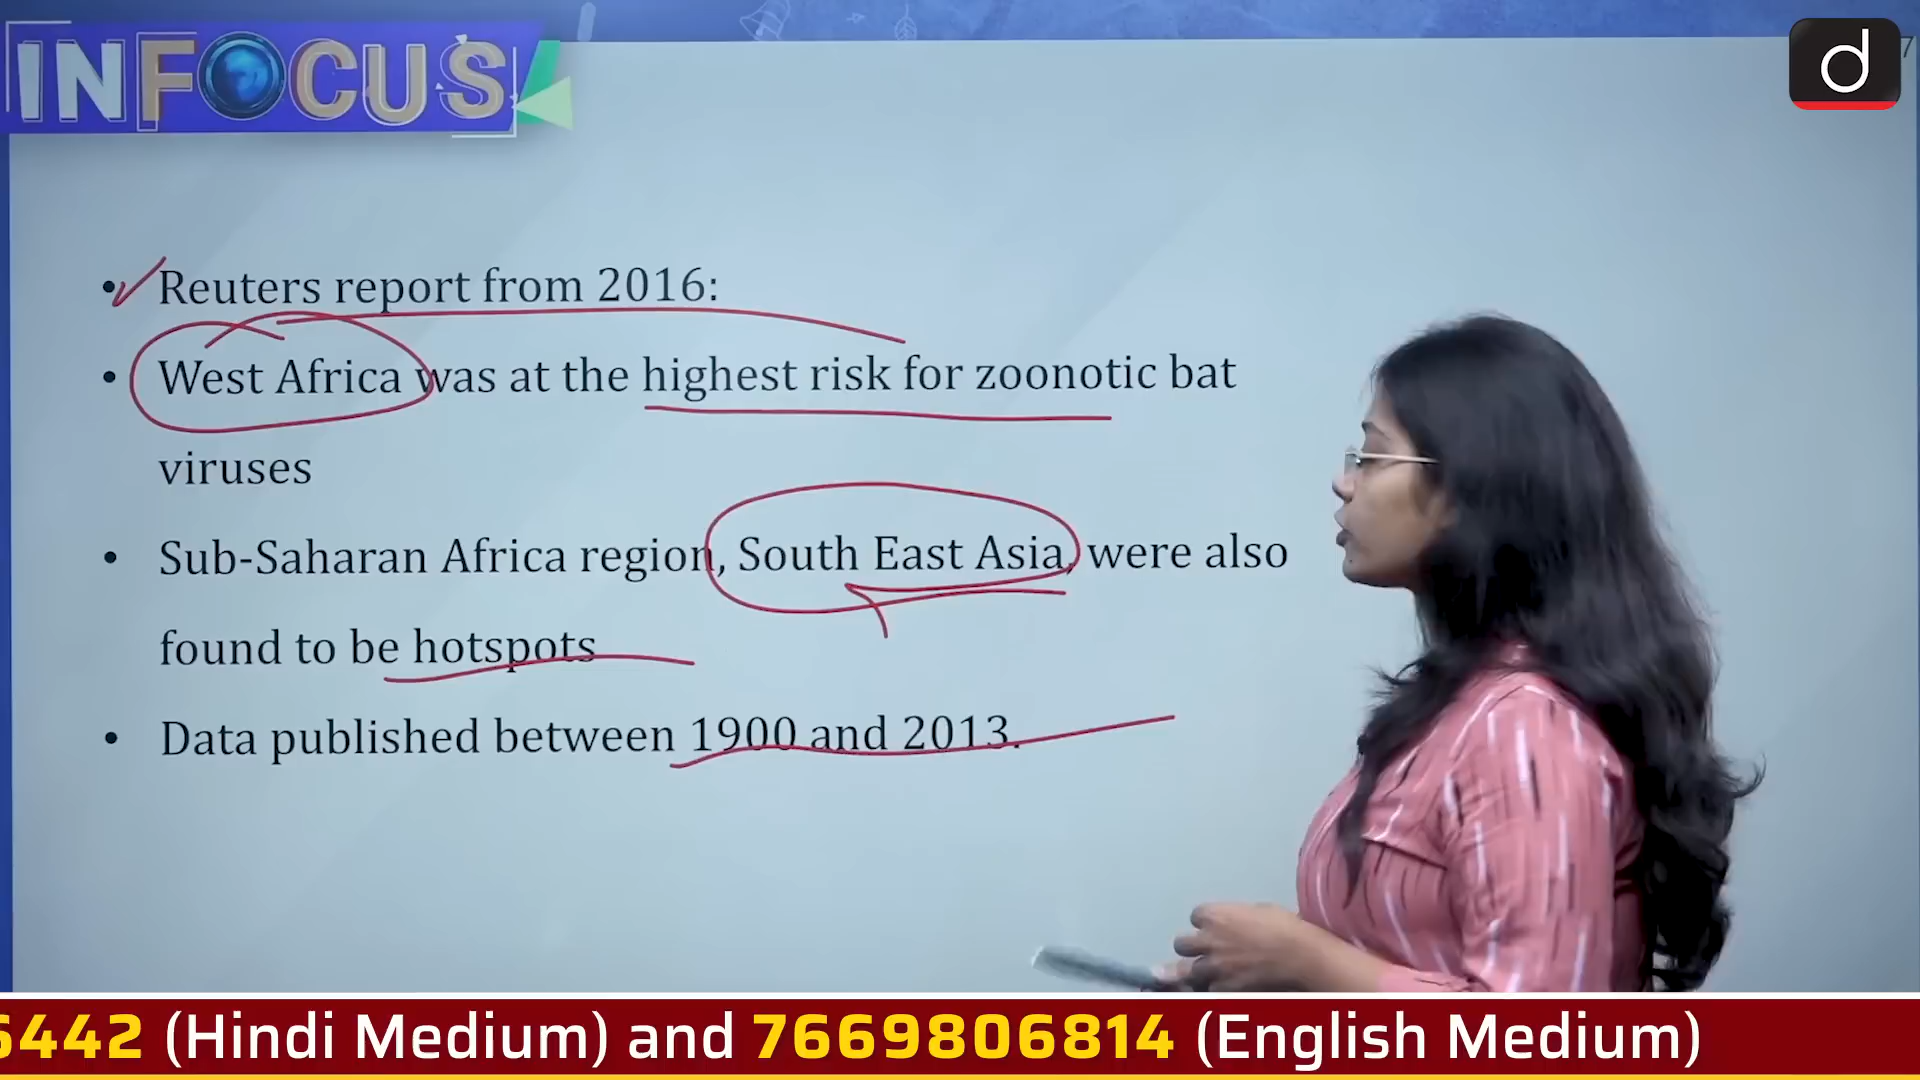 INFOCUS
d
7
• Reuters report from 2016:
• West Africa was at the highest risk for zoonotic bat
viruses
• Sub-Saharan Africa region, South East Asia, were also
found to be hotspots
• Data published between 1900 and 2013.
6442 (Hindi Medium) and 7669806814 (English Medium)